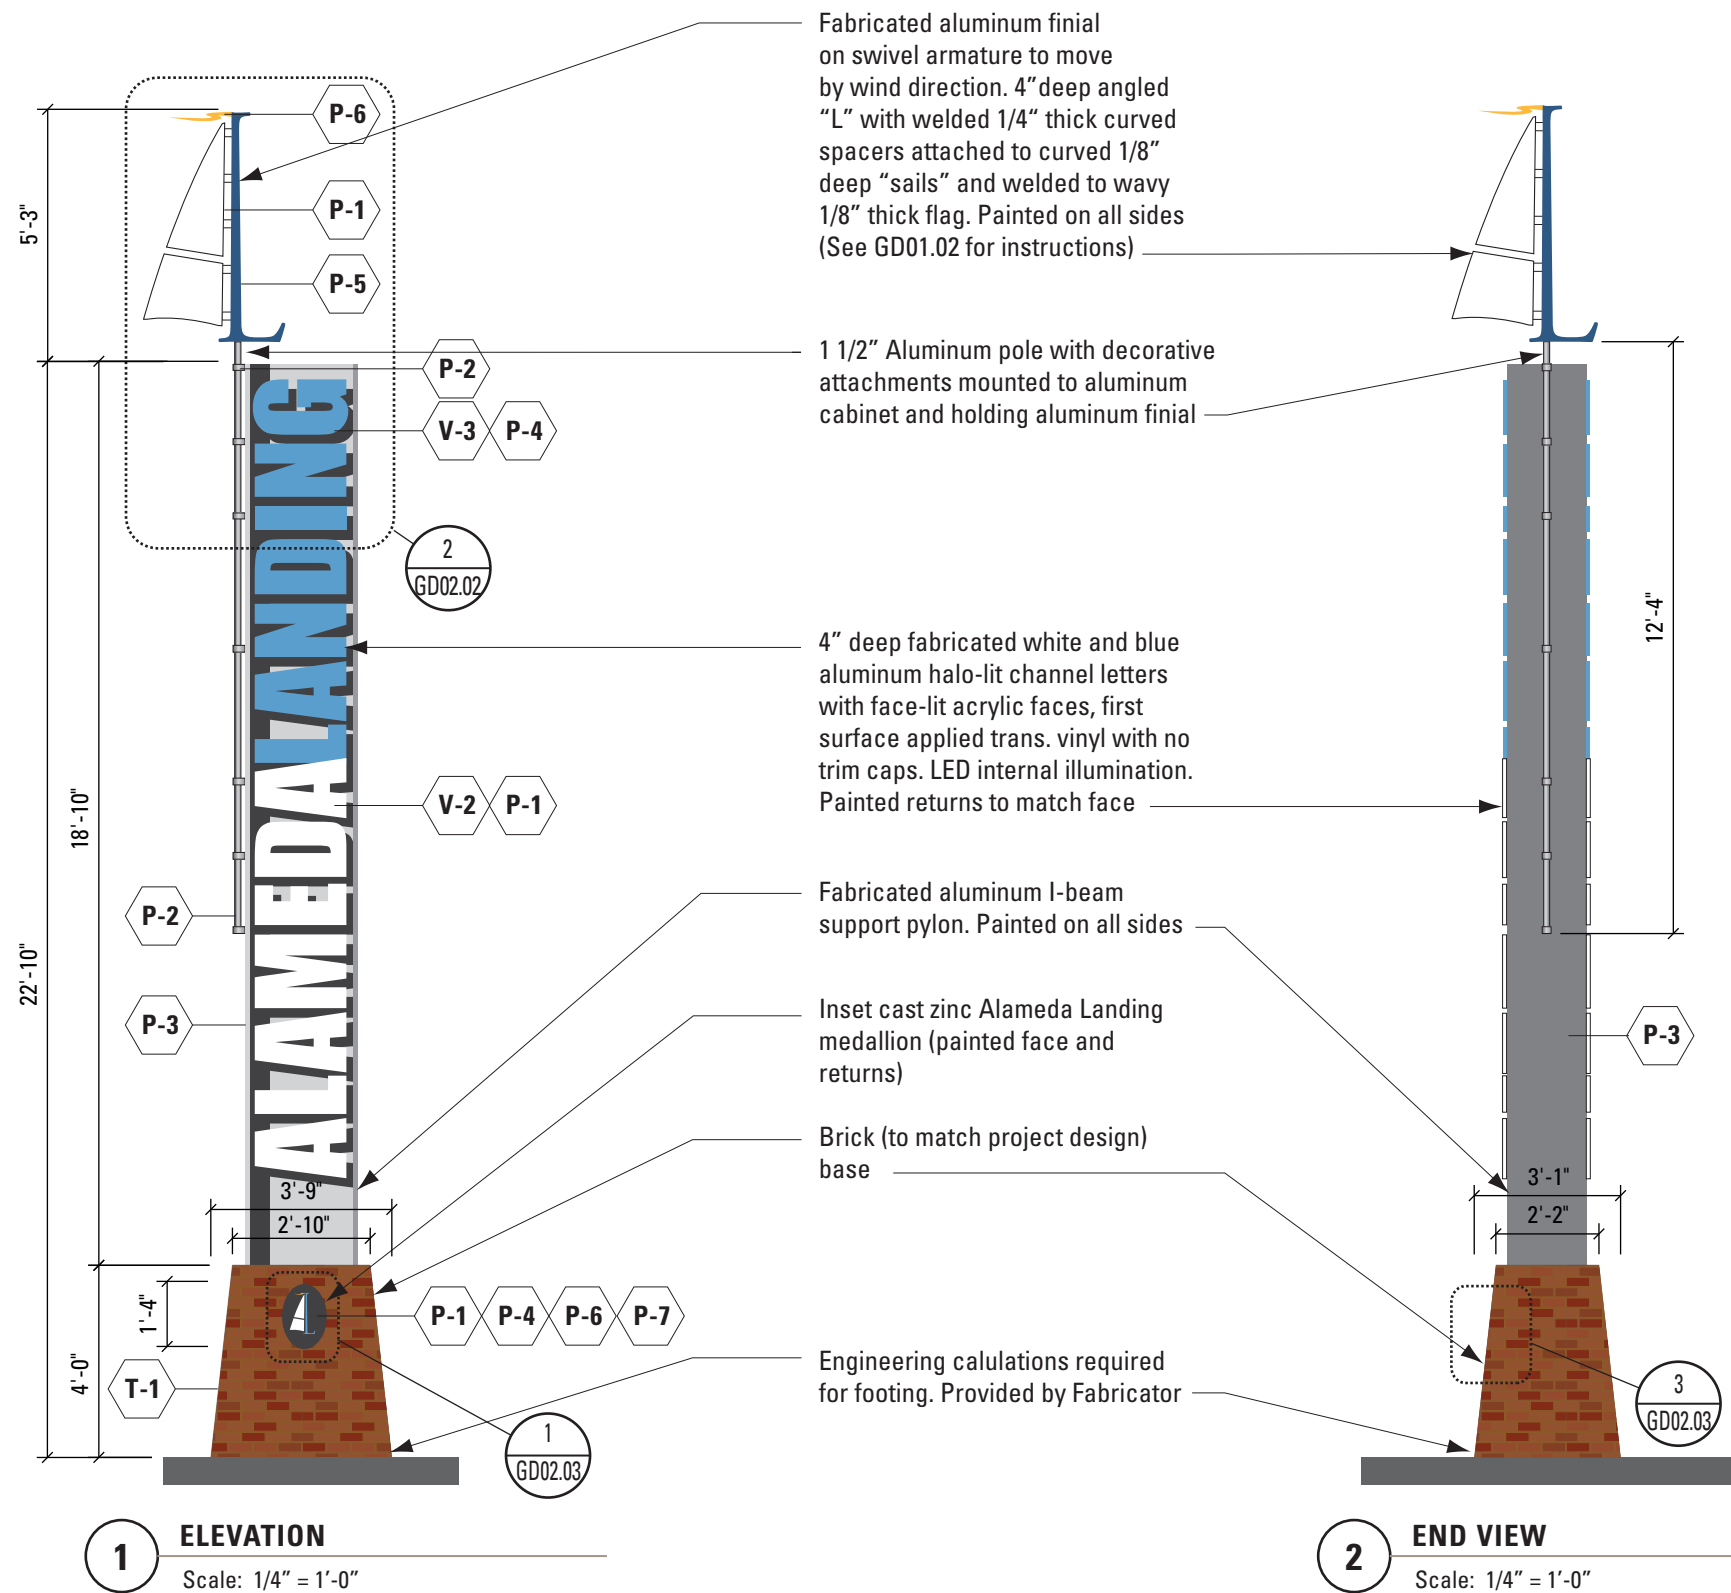 Fabricated aluminum finial
on swivel armature to move
by wind direction. 4”deep angled
“L” with welded 1/4“ thick curved
spacers attached to curved 1/8”
deep “sails” and welded to wavy
1/8” thick flag. Painted on all sides
(See GD01.02 for instructions)
1 1/2” Aluminum pole with decorative
attachments mounted to aluminum
cabinet and holding aluminum finial
4” deep fabricated white and blue
aluminum halo-lit channel letters
with face-lit acrylic faces, first
surface applied trans. vinyl with no
trim caps. LED internal illumination.
Painted returns to match face
Fabricated aluminum I-beam
support pylon. Painted on all sides
Inset cast zinc Alameda Landing
medallion (painted face and
returns)
Brick (to match project design)
base
Engineering calulations required
for footing. Provided by Fabricator
P-6
P-1
P-5
P-2
V-3
P-4
2
GD02.02
V-2
P-1
P-2
P-3
ALAMEDALANDING
5'-3"
18'-10"
22'-10"
3'-9"
2'-10"
1'-4"
4'-0"
L
P-1
P-4
P-6
P-7
T-1
1
GD02.03
L
12'-4"
P-3
3'-1"
2'-2"
3
GD02.03
1
ELEVATION
Scale: 1/4” = 1’-0”
2
END VIEW
Scale: 1/4” = 1’-0”